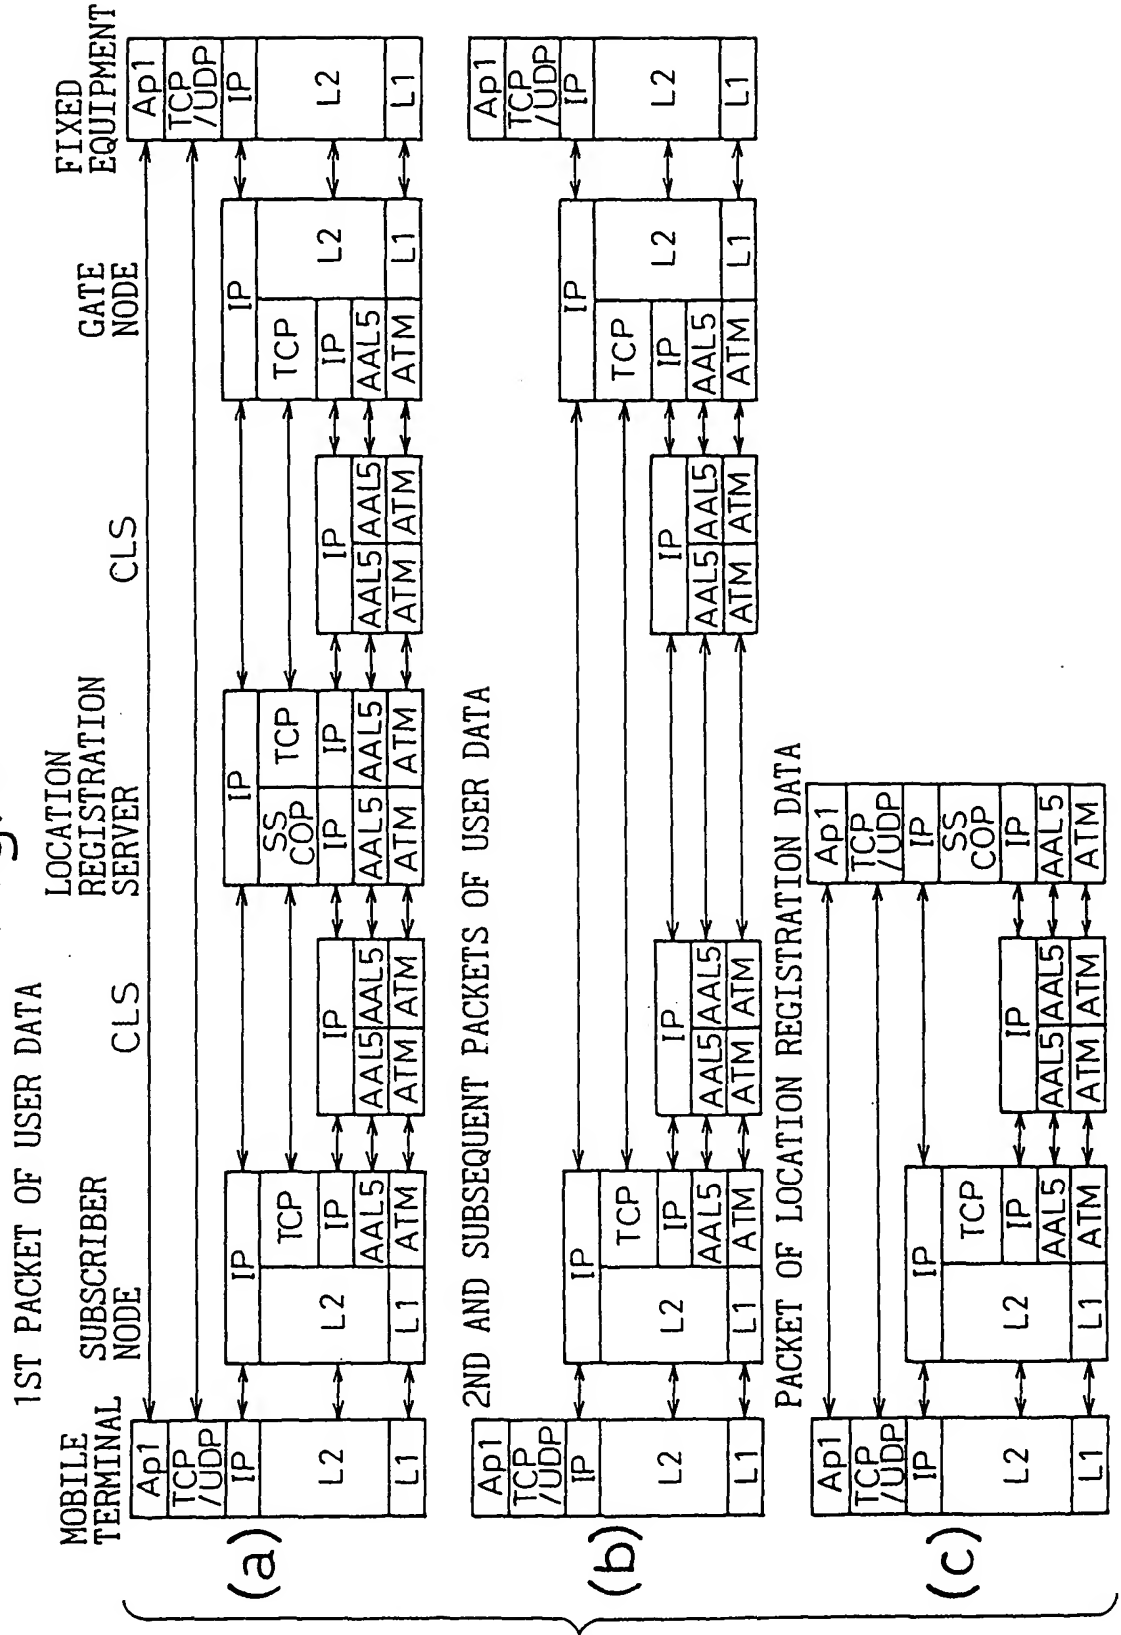 1ST PACKET OF USER DATA
MOBILE
TERMINAL
SUBSCRIBER
NODE
CLS
LOCATION
REGISTRATION
SERVER
CLS
GATE
NODE
FIXED
EQUIPMENT
(a)
Ap1
TCP
/UDP
IP
L2
L1
IP
L2
L1
TCP
IP
AAL5
ATM
IP
AAL5 AAL5
ATM ATM
IP
SS
COP
TCP
IP IP
AAL5 AAL5
ATM ATM
IP
AAL5 AAL5
ATM ATM
IP
TCP
IP
AAL5
ATM
L2
L1
Ap1
TCP
/UDP
IP
L2
L1
2ND AND SUBSEQUENT PACKETS OF USER DATA
(b)
Ap1
TCP
/UDP
IP
L2
L1
IP
L2
L1
TCP
IP
AAL5
ATM
IP
AAL5 AAL5
ATM ATM
IP
AAL5 AAL5
ATM ATM
IP
TCP
IP
AAL5
ATM
L2
L1
Ap1
TCP
/UDP
IP
L2
L1
PACKET OF LOCATION REGISTRATION DATA
(c)
Ap1
TCP
/UDP
IP
L2
L1
IP
L2
L1
TCP
IP
AAL5
ATM
IP
AAL5 AAL5
ATM ATM
Ap1
TCP
/UDP
IP
SS
COP
IP
AAL5
ATM